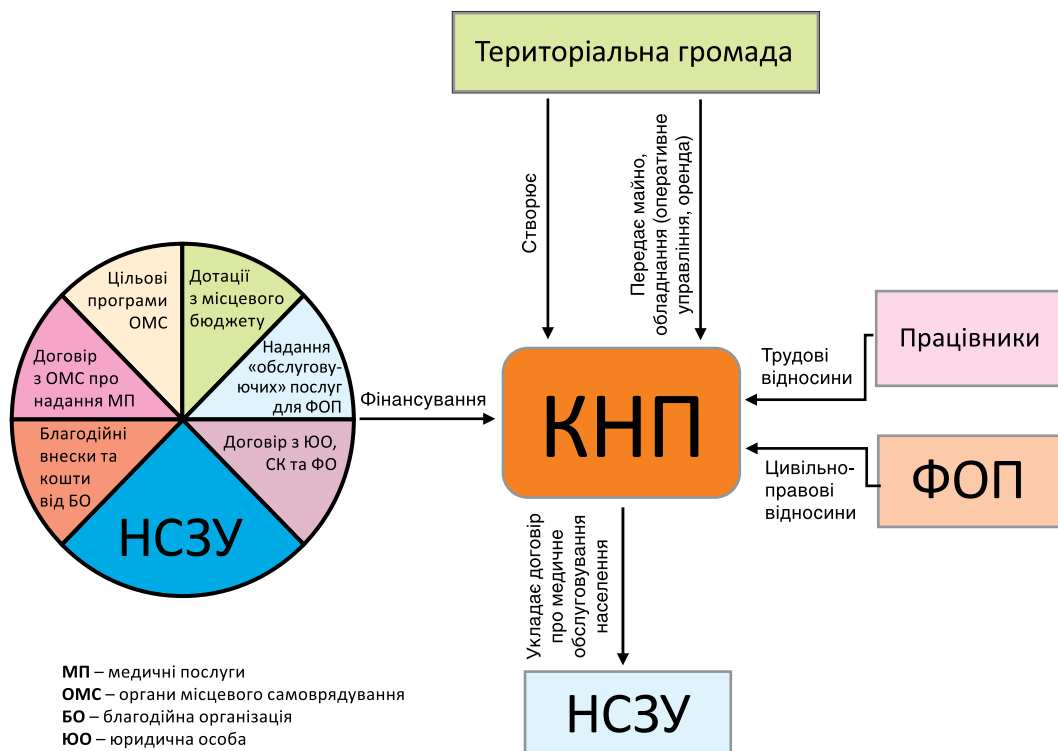 Територіальна громада
Створює
Передає майно,
обладнання (оперативне
управління, оренда)
Цільові
програми
ОМС
Дотації
з місцевого
бюджету
Договір
з ОМС про
надання МП
Надання
«обслугову-
ючих» послуг
для ФОП
Благодійні
внески та
кошти
від БО
Договір з ЮО,
СК та ФО
НСЗУ
Фінансування
КНП
Трудові
відносини
Працівники
Цивільно-
правові
відносини
ФОП
Укладає договір
про медичне
обслуговування
населення
НСЗУ
МП – медичні послуги
ОМС – органи місцевого самоврядування
БО – благодійна організація
ЮО – юридична особа